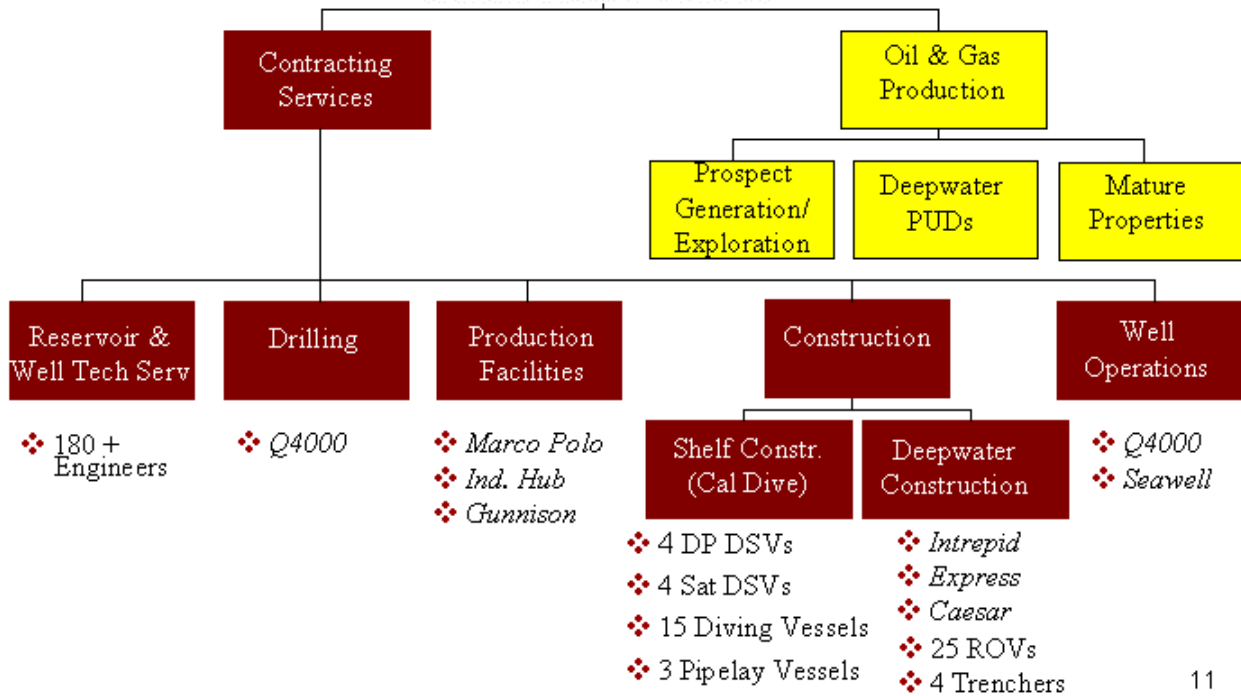 Contracting
Services
Oil & Gas
Production
Prospect
Generation/
Exploration
Deepwater
PUDs
Mature
Properties
Reservoir &
Well Tech Serv
Drilling
Production
Facilities
Construction
Well
Operations
180 +
Engineers
Q4000
Marco Polo
Ind. Hub
Gunnison
Shelf Constr.
(Cal Dive)
Deepwater
Construction
Q4000
Seawell
4 DP DSVs
4 Sat DSVs
15 Diving Vessels
3 Pipelay Vessels
Intrepid
Express
Caesar
25 ROVs
4 Trenchers
11